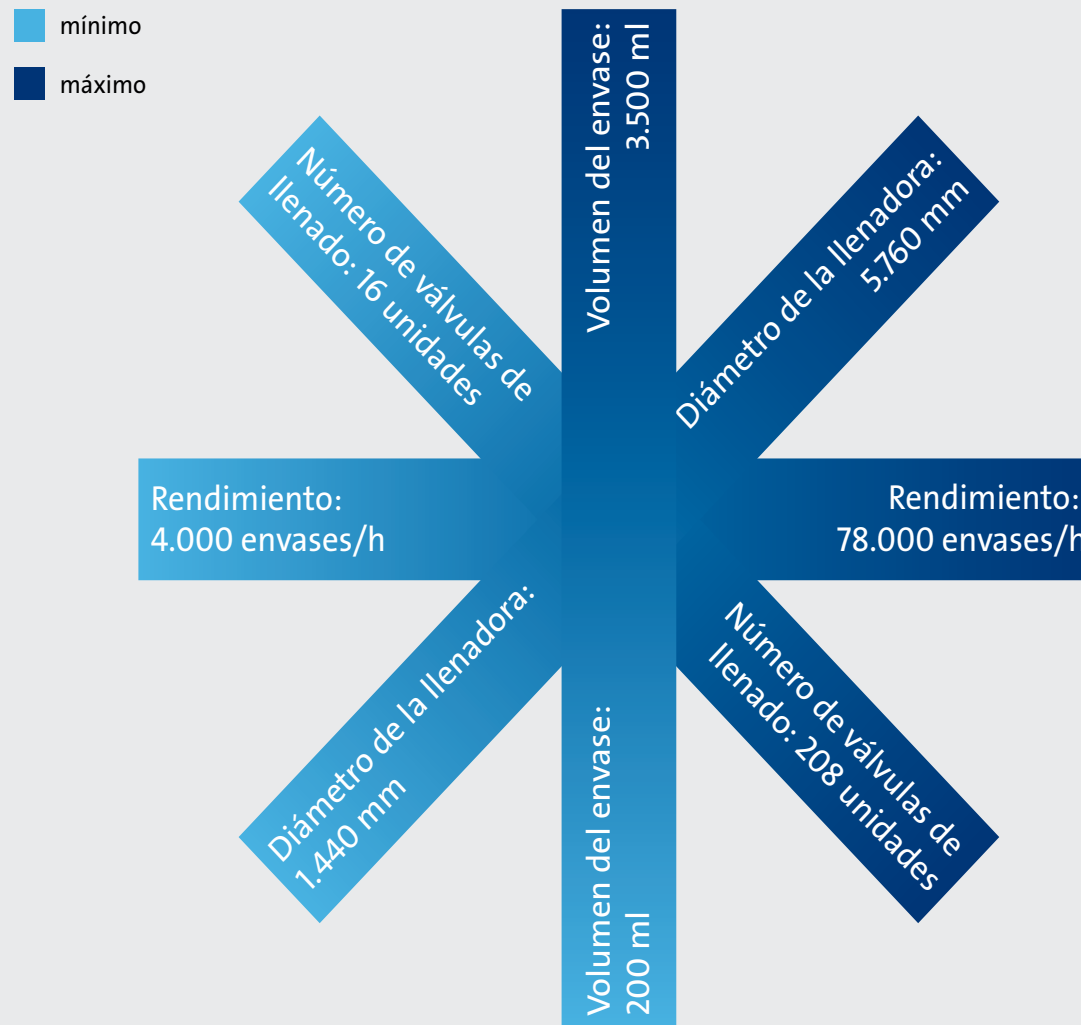 mínimo
máximo
Volumen del envase:
3.500 ml
Número de válvulas de
llenado: 16 unidades
Diámetro de la llenadora:
5.760 mm
Rendimiento:
4.000 envases/h
Rendimiento:
78.000 envases/h
Diámetro de la llenadora:
1.440 mm
Número de válvulas de
llenado: 208 unidades
Volumen del envase:
200 ml